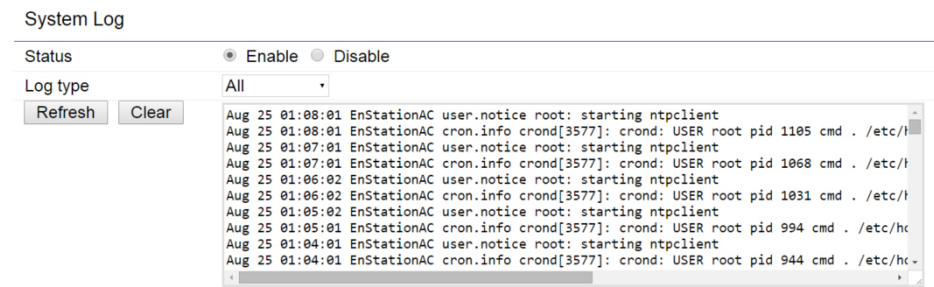 System Log
Status Enable Disable
Log type All
Refresh Clear
Aug 25 01:08:01 EnStationAC user.notice root: starting ntpclient
Aug 25 01:08:01 EnStationAC cron.info crond[3577]: crond: USER root pid 1105 cmd . /etc/h
Aug 25 01:07:01 EnStationAC user.notice root: starting ntpclient
Aug 25 01:07:01 EnStationAC cron.info crond[3577]: crond: USER root pid 1068 cmd . /etc/h
Aug 25 01:06:02 EnStationAC user.notice root: starting ntpclient
Aug 25 01:06:02 EnStationAC cron.info crond[3577]: crond: USER root pid 1031 cmd . /etc/h
Aug 25 01:05:02 EnStationAC user.notice root: starting ntpclient
Aug 25 01:05:01 EnStationAC cron.info crond[3577]: crond: USER root pid 994 cmd . /etc/ho
Aug 25 01:04:01 EnStationAC user.notice root: starting ntpclient
Aug 25 01:04:01 EnStationAC cron.info crond[3577]: crond: USER root pid 944 cmd . /etc/ho